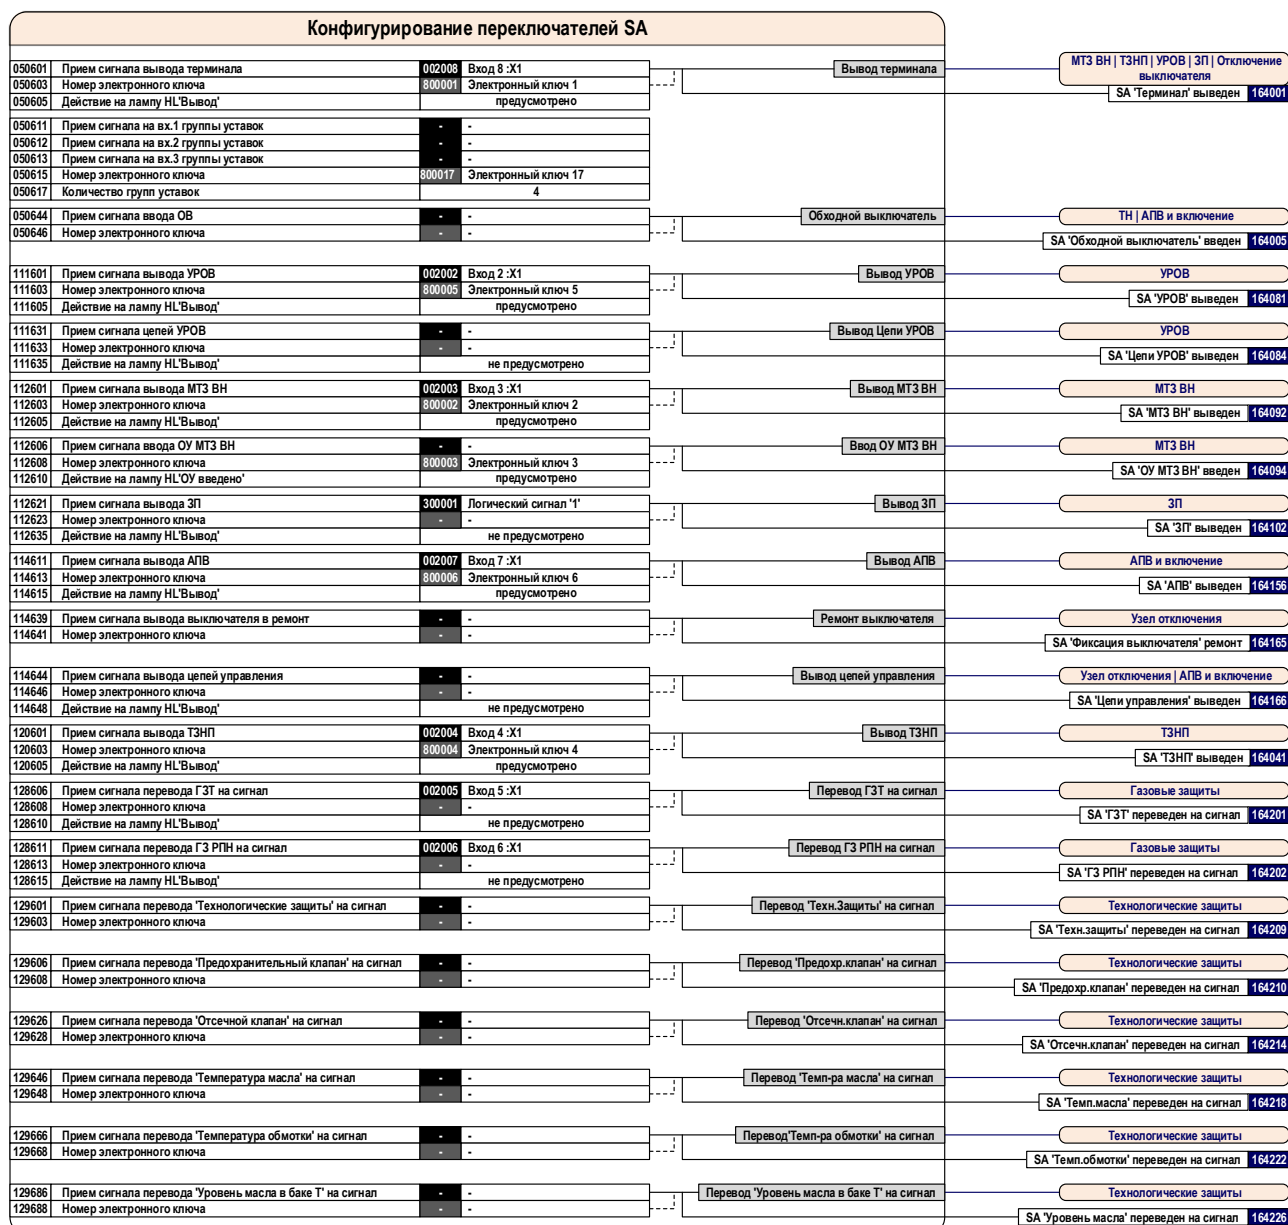 Конфигурирование переключателей SA
050601 Прием сигнала вывода терминала 002008 Вход 8 :X1 Вывод терминала МТЗ ВН | ТЗНП | УРОВ | ЗП | Отключение выключателя
050603 Номер электронного ключа 800001 Электронный ключ 1
050605 Действие на лампу HL'Вывод' предусмотрено SA 'Терминал' выведен 164001
050611 Прием сигнала на вх.1 группы уставок - -
050612 Прием сигнала на вх.2 группы уставок - -
050613 Прием сигнала на вх.3 группы уставок - -
050615 Номер электронного ключа 800017 Электронный ключ 17
050617 Количество групп уставок 4
050644 Прием сигнала ввода ОВ - - Обходной выключатель ТН | АПВ и включение
050646 Номер электронного ключа - - SA 'Обходной выключатель' введен 164005
111601 Прием сигнала вывода УРОВ 002002 Вход 2 :X1 Вывод УРОВ УРОВ
111603 Номер электронного ключа 800005 Электронный ключ 5
111605 Действие на лампу HL'Вывод' предусмотрено SA 'УРОВ' выведен 164081
111631 Прием сигнала цепей УРОВ - - Вывод Цепи УРОВ УРОВ
111633 Номер электронного ключа - -
111635 Действие на лампу HL'Вывод' не предусмотрено SA 'Цепи УРОВ' выведен 164084
112601 Прием сигнала вывода МТЗ ВН 002003 Вход 3 :X1 Вывод МТЗ ВН МТЗ ВН
112603 Номер электронного ключа 800002 Электронный ключ 2
112605 Действие на лампу HL'Вывод' предусмотрено SA 'МТЗ ВН' выведен 164092
112606 Прием сигнала ввода ОУ МТЗ ВН - - Ввод ОУ МТЗ ВН МТЗ ВН
112608 Номер электронного ключа 800003 Электронный ключ 3
112610 Действие на лампу HL'ОУ введено' предусмотрено SA 'ОУ МТЗ ВН' введен 164094
112621 Прием сигнала вывода ЗП 300001 Логический сигнал '1' Вывод ЗП ЗП
112623 Номер электронного ключа - -
112635 Действие на лампу HL'Вывод' не предусмотрено SA 'ЗП' выведен 164102
114611 Прием сигнала вывода АПВ 002007 Вход 7 :X1 Вывод АПВ АПВ и включение
114613 Номер электронного ключа 800006 Электронный ключ 6
114615 Действие на лампу HL'Вывод' предусмотрено SA 'АПВ' выведен 164156
114639 Прием сигнала вывода выключателя в ремонт - - Ремонт выключателя Узел отключения
114641 Номер электронного ключа - - SA 'Фиксация выключателя' ремонт 164165
114644 Прием сигнала вывода цепей управления - - Вывод цепей управления Узел отключения | АПВ и включение
114646 Номер электронного ключа - -
114648 Действие на лампу HL'Вывод' не предусмотрено SA 'Цепи управления' выведен 164166
120601 Прием сигнала вывода ТЗНП 002004 Вход 4 :X1 Вывод ТЗНП ТЗНП
120603 Номер электронного ключа 800004 Электронный ключ 4
120605 Действие на лампу HL'Вывод' предусмотрено SA 'ТЗНП' выведен 164041
128606 Прием сигнала перевода ГЗТ на сигнал 002005 Вход 5 :X1 Перевод ГЗТ на сигнал Газовые защиты
128608 Номер электронного ключа - -
128610 Действие на лампу HL'Вывод' не предусмотрено SA 'ГЗТ' переведен на сигнал 164201
128611 Прием сигнала перевода ГЗ РПН на сигнал 002006 Вход 6 :X1 Перевод ГЗ РПН на сигнал Газовые защиты
128613 Номер электронного ключа - -
128615 Действие на лампу HL'Вывод' не предусмотрено SA 'ГЗ РПН' переведен на сигнал 164202
129601 Прием сигнала перевода 'Технологические защиты' на сигнал - - Перевод 'Техн.Защиты' на сигнал Технологические защиты
129603 Номер электронного ключа - - SA 'Техн.защиты' переведен на сигнал 164209
129606 Прием сигнала перевода 'Предохранительный клапан' на сигнал - - Перевод 'Предохр.клапан' на сигнал Технологические защиты
129608 Номер электронного ключа - - SA 'Предохр.клапан' переведен на сигнал 164210
129626 Прием сигнала перевода 'Отсечной клапан' на сигнал - - Перевод 'Отсечн.клапан' на сигнал Технологические защиты
129628 Номер электронного ключа - - SA 'Отсечн.клапан' переведен на сигнал 164214
129646 Прием сигнала перевода 'Температура масла' на сигнал - - Перевод 'Темп-ра масла' на сигнал Технологические защиты
129648 Номер электронного ключа - - SA 'Темп.масла' переведен на сигнал 164218
129666 Прием сигнала перевода 'Температура обмотки' на сигнал - - Перевод'Темп-ра обмотки' на сигнал Технологические защиты
129668 Номер электронного ключа - - SA 'Темп.обмотки' переведен на сигнал 164222
129686 Прием сигнала перевода 'Уровень масла в баке Т' на сигнал - - Перевод 'Уровень масла в баке Т' на сигнал Технологические защиты
129688 Номер электронного ключа - - SA 'Уровень масла' переведен на сигнал 164226